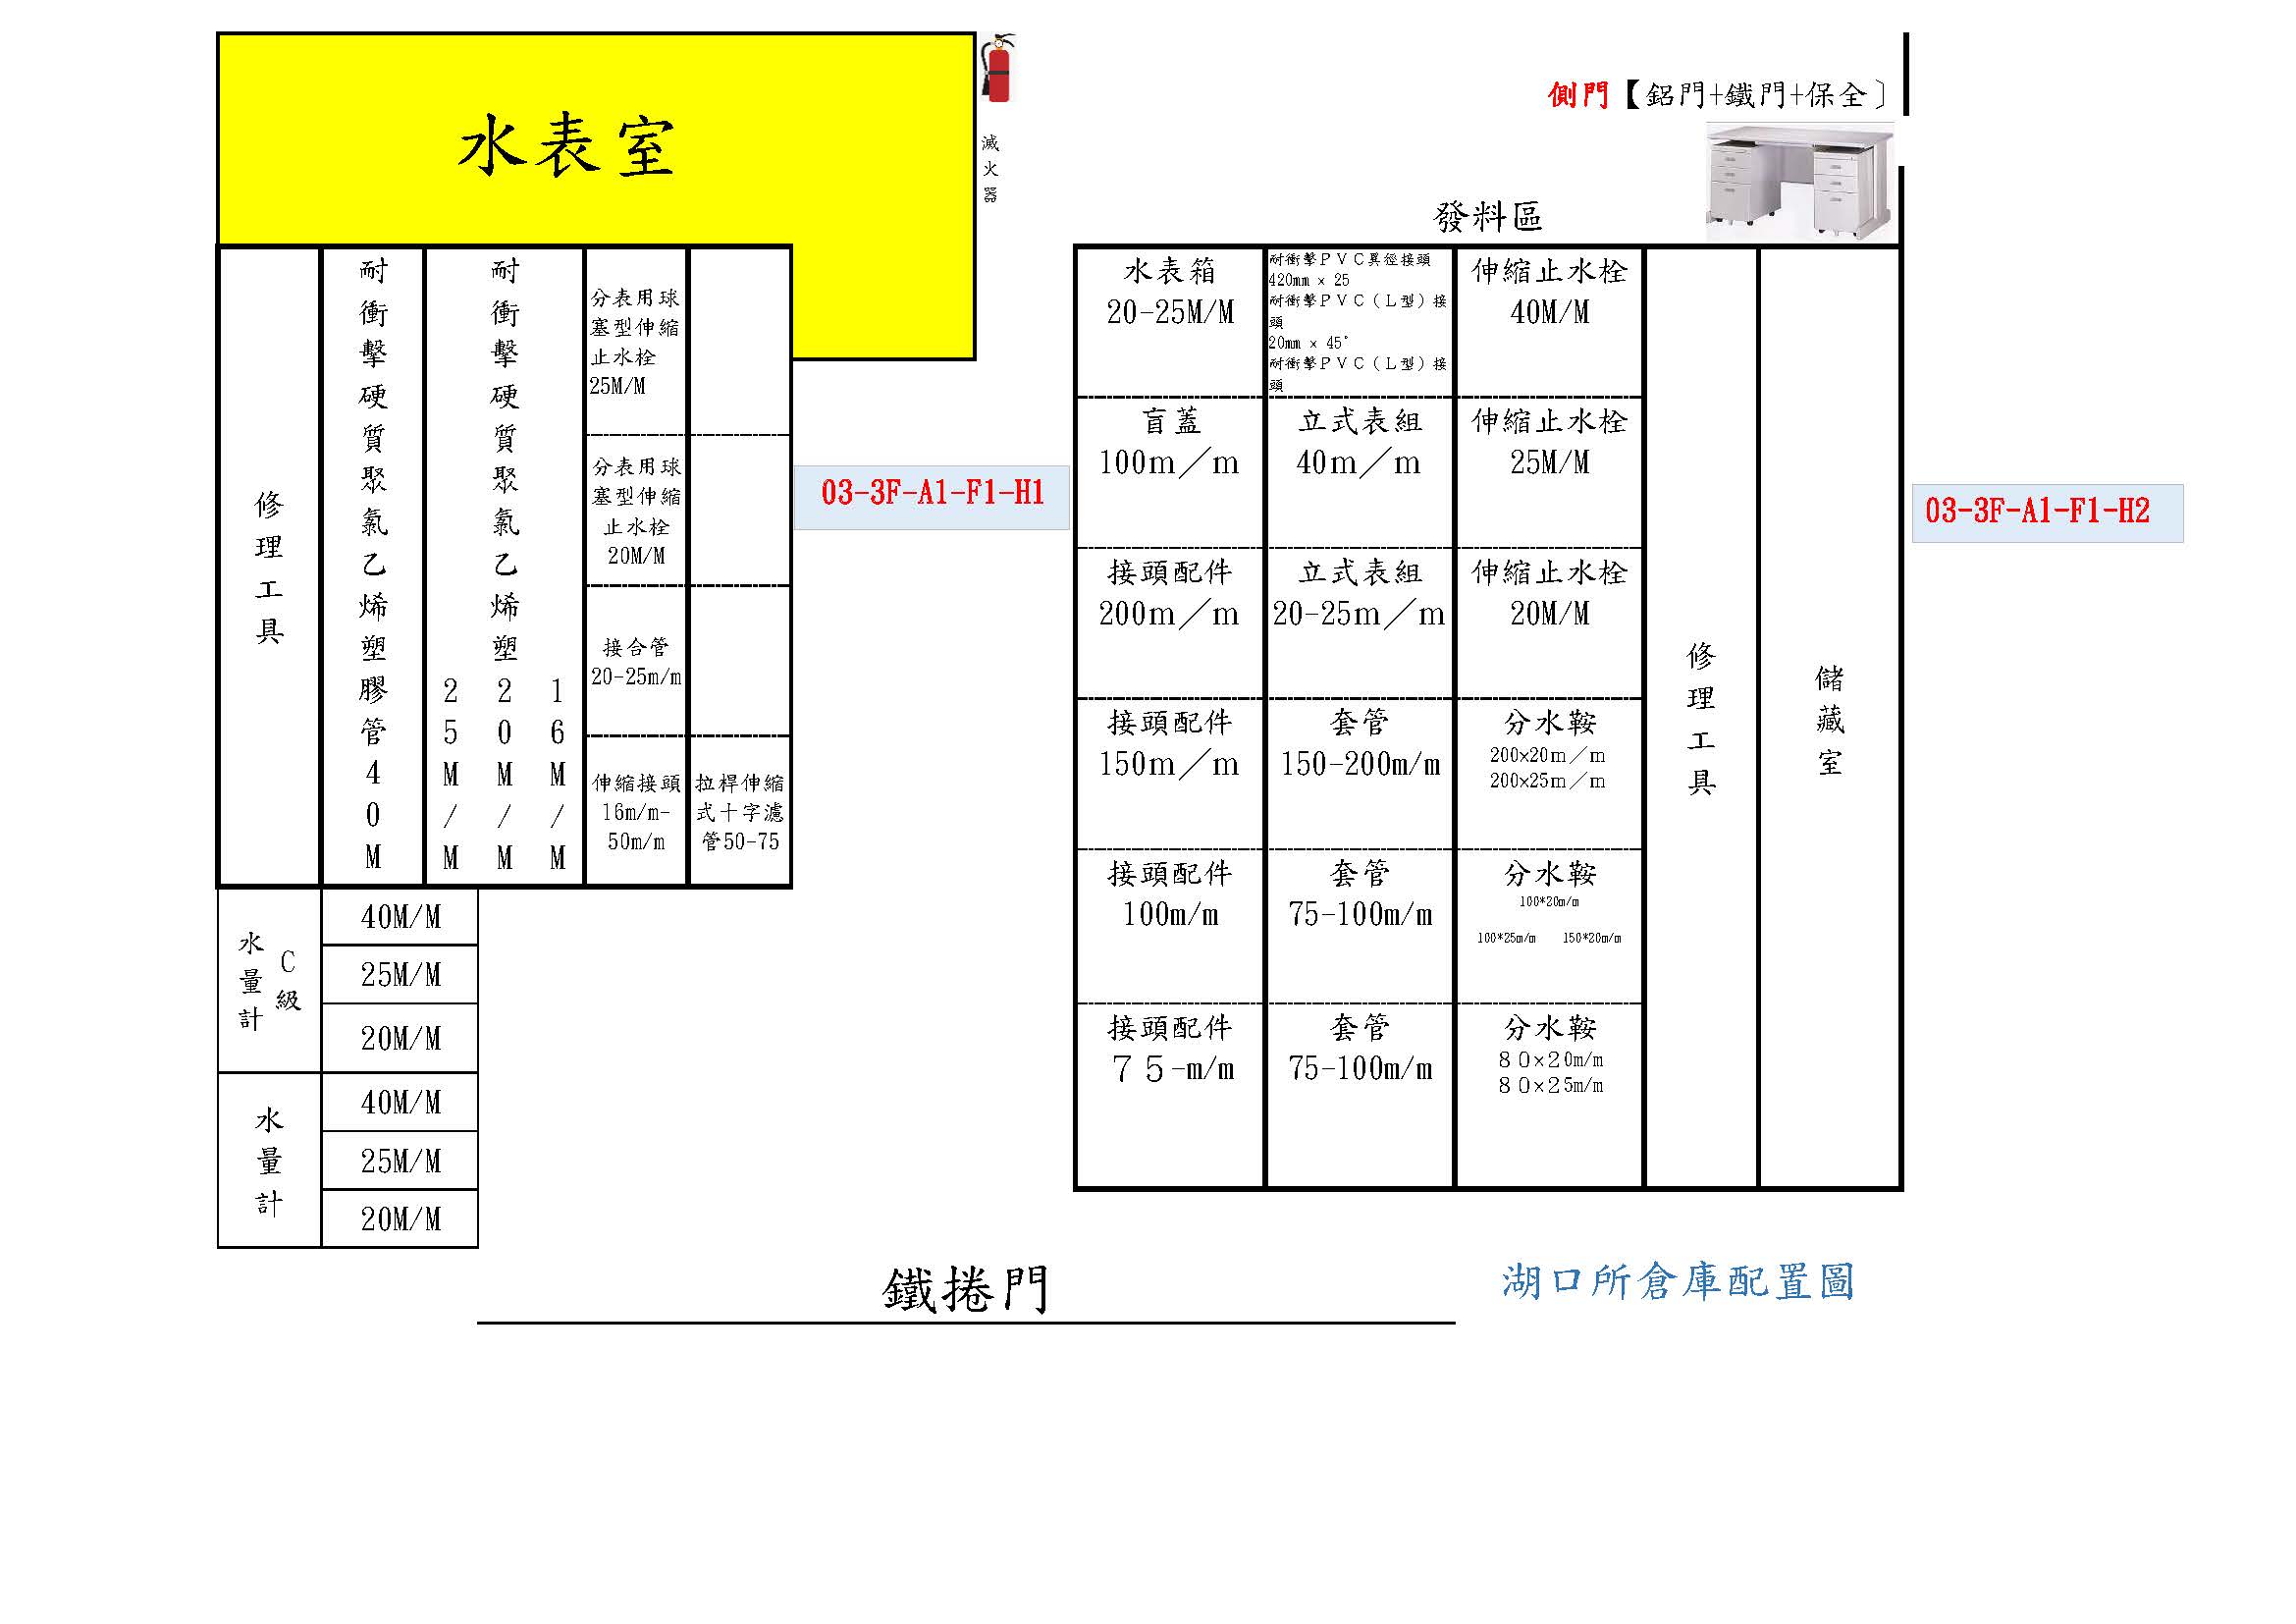 水表室
滅火器
側門【鋁門+鐵門+保全〕
發料區
修理工具
耐衝擊硬質聚氯乙烯塑膠管40M
耐衝擊硬質聚氯乙烯塑
25M/M
20M/M
16M/M
分表用球
塞型伸縮
止水栓
25M/M
分表用球
塞型伸縮
止水栓
20M/M
接合管
20-25m/m
伸縮接頭
16m/m-
50m/m
拉桿伸縮
式十字濾
管50-75
03-3F-A1-F1-H1
水量計
C級
40M/M
25M/M
20M/M
水量計
40M/M
25M/M
20M/M
水表箱
20-25M/M
耐衝擊ＰＶＣ異徑接頭
420mm × 25
耐衝擊ＰＶＣ（Ｌ型）接
頭
20mm × 45°
耐衝擊ＰＶＣ（Ｌ型）接
頭
伸縮止水栓
40M/M
盲蓋
100ｍ／ｍ
立式表組
40ｍ／ｍ
伸縮止水栓
25M/M
接頭配件
200ｍ／ｍ
立式表組
20-25ｍ／ｍ
伸縮止水栓
20M/M
接頭配件
150ｍ／ｍ
套管
150-200m/m
分水鞍
200×20ｍ／ｍ
200×25ｍ／ｍ
接頭配件
100m/m
套管
75-100m/m
分水鞍
100*20m/m
100*25m/m 150*20m/m
接頭配件
７５-m/m
套管
75-100m/m
分水鞍
８０×２０m/m
８０×２５m/m
修理工具
儲藏室
03-3F-A1-F1-H2
鐵捲門
湖口所倉庫配置圖